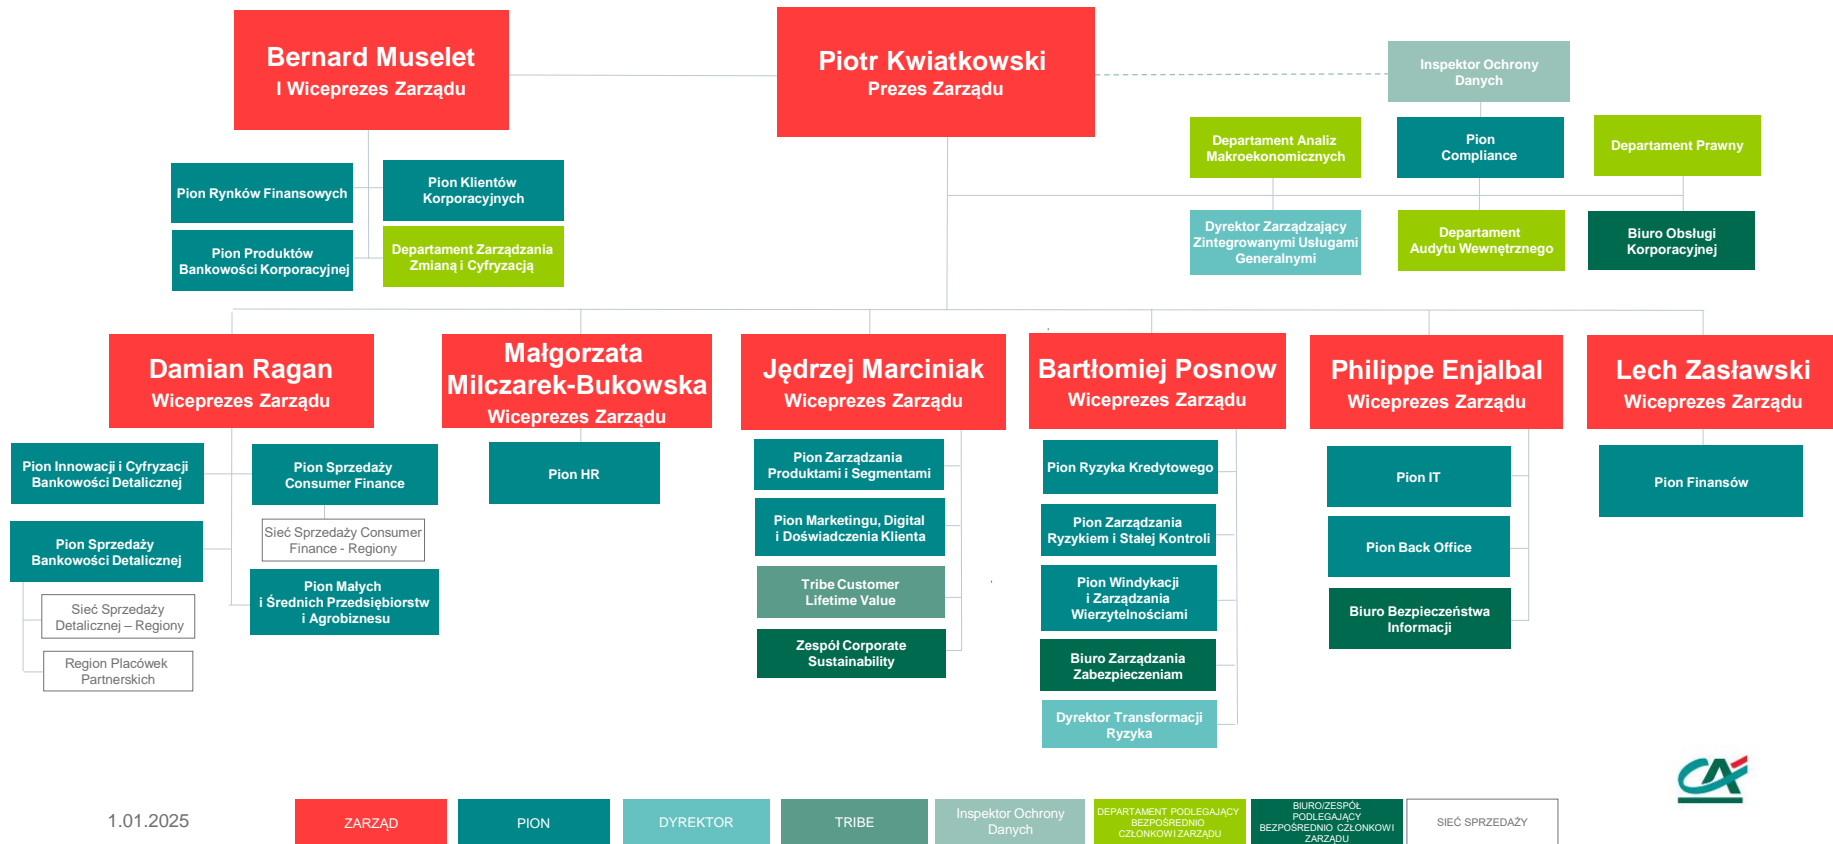 Bernard Muselet
I Wiceprezes Zarządu
Piotr Kwiatkowski
Prezes Zarządu
Inspektor Ochrony
Danych
Departament Analiz
Makroekonomicznych
Pion
Compliance
Departament Prawny
Pion Rynków Finansowych
Pion Klientów
Korporacyjnych
Pion Produktów
Bankowości Korporacyjnej
Departament Zarządzania
Zmianą i Cyfryzacją
Dyrektor Zarządzający
Zintegrowanymi Usługami
Generalnymi
Departament
Audytu Wewnętrznego
Biuro Obsługi
Korporacyjnej
Damian Ragan
Wiceprezes Zarządu
Małgorzata
Milczarek-Bukowska
Wiceprezes Zarządu
Jędrzej Marciniak
Wiceprezes Zarządu
Bartłomiej Posnow
Wiceprezes Zarządu
Philippe Enjalbal
Wiceprezes Zarządu
Lech Zasławski
Wiceprezes Zarządu
Pion Innowacji i Cyfryzacji
Bankowości Detalicznej
Pion Sprzedaży
Consumer Finance
Sieć Sprzedaży Consumer
Finance - Regiony
Pion Sprzedaży
Bankowości Detalicznej
Pion Małych
i Średnich Przedsiębiorstw
i Agrobiznesu
Sieć Sprzedaży
Detalicznej – Regiony
Region Placówek
Partnerskich
Pion HR
Pion Zarządzania
Produktami i Segmentami
Pion Marketingu, Digital
i Doświadczenia Klienta
Tribe Customer
Lifetime Value
Zespół Corporate
Sustainability
Pion Ryzyka Kredytowego
Pion Zarządzania
Ryzykiem i Stałej Kontroli
Pion Windykacji
i Zarządzania
Wierzytelnościami
Biuro Zarządzania
Zabezpieczeniam
Dyrektor Transformacji
Ryzyka
Pion IT
Pion Back Office
Biuro Bezpieczeństwa
Informacji
Pion Finansów
1.01.2025
ZARZĄD
PION
DYREKTOR
TRIBE
Inspektor Ochrony
Danych
DEPARTAMENT PODLEGAJĄCY
BEZPOŚREDNIO
CZŁONKOWI ZARZĄDU
BIURO/ZESPÓŁ
PODLEGAJĄCY
BEZPOŚREDNIO CZŁONKOWI
ZARZĄDU
SIEĆ SPRZEDAŻY
CA